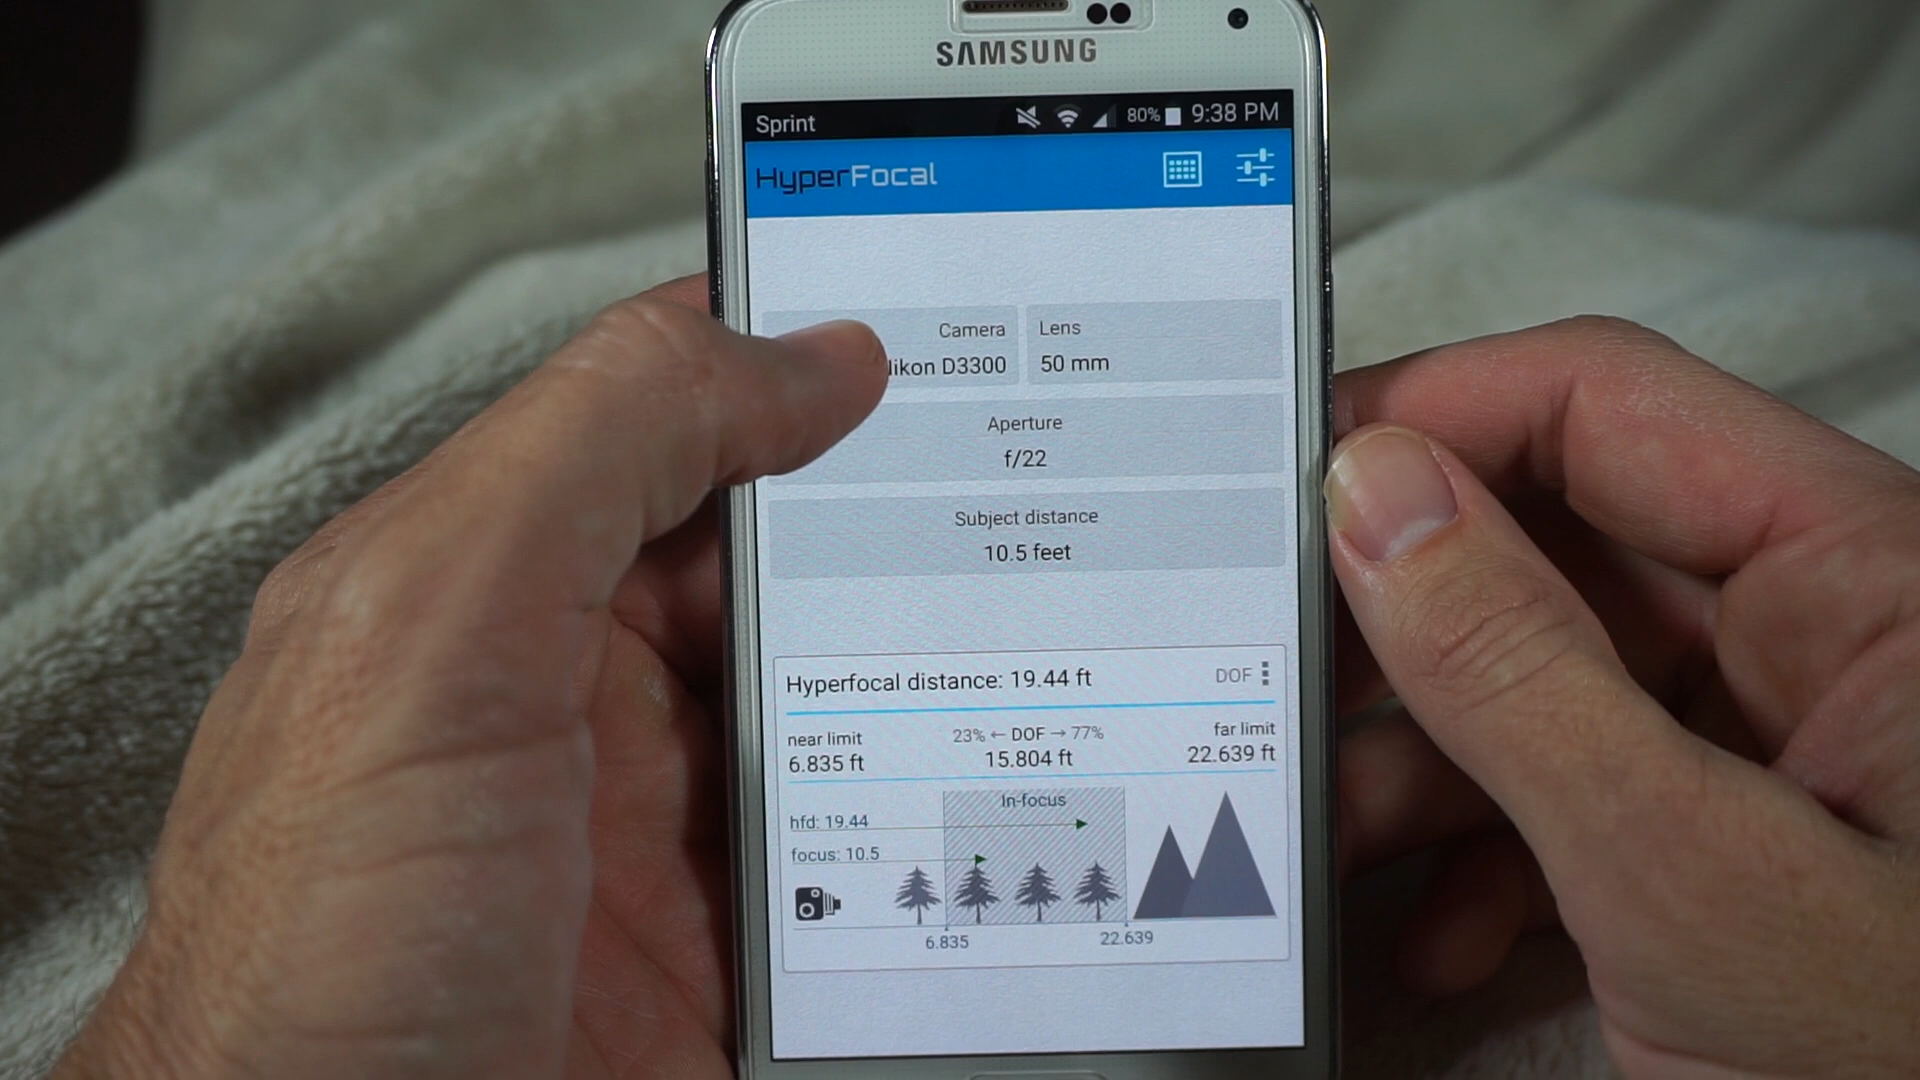 SAMSUNG
Sprint 80% 9:38 PM
HyperFocal
Camera Lens
ikon D3300 50 mm
Aperture
f/22
Subject distance
10.5 feet
Hyperfocal distance: 19.44 ft DOF
near limit 23% ← DOF → 77% far limit
6.835 ft 15.804 ft 22.639 ft
In-focus
hfd: 19.44
focus: 10.5
6.835 22.639